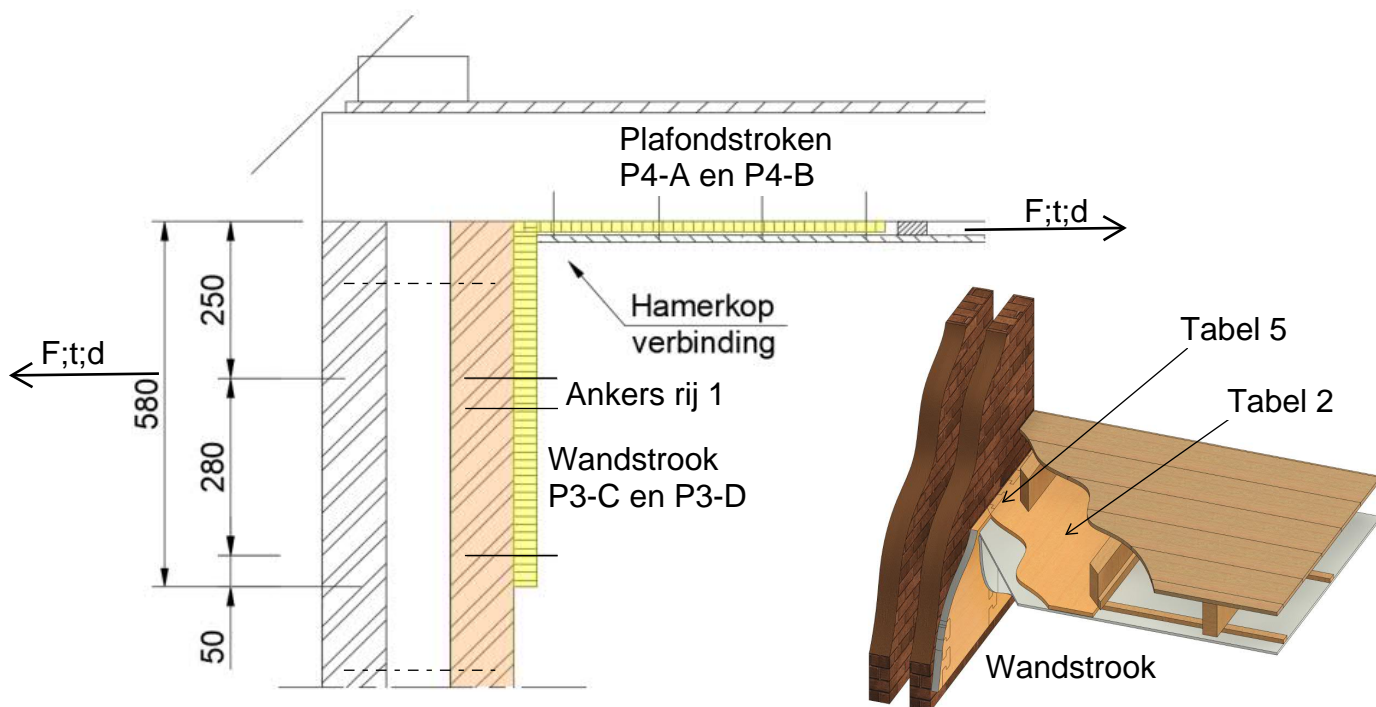 Plafondstroken
P4-A en P4-B
F;t;d
Hamerkop
verbinding
250
F;t;d
580
Ankers rij 1
280
Wandstrook
P3-C en P3-D
50
Tabel 5
Tabel 2
Wandstrook